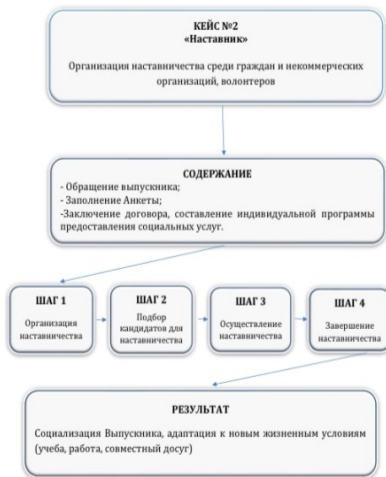 КЕЙС №2
«Наставник»
Организация наставничества среди граждан и некоммерческих
организаций, волонтеров
СОДЕРЖАНИЕ
- Обращение выпускника;
- Заполнение Анкеты;
-Заключение договора, составление индивидуальной программы
предоставления социальных услуг.
ШАГ 1
Организация
наставничества
ШАГ 2
Подбор
кандидатов для
наставничества
ШАГ 3
Осуществление
наставничества
ШАГ 4
Завершение
наставничества
РЕЗУЛЬТАТ
Социализация Выпускника, адаптация к новым жизненным условиям
(учеба, работа, совместный досуг)